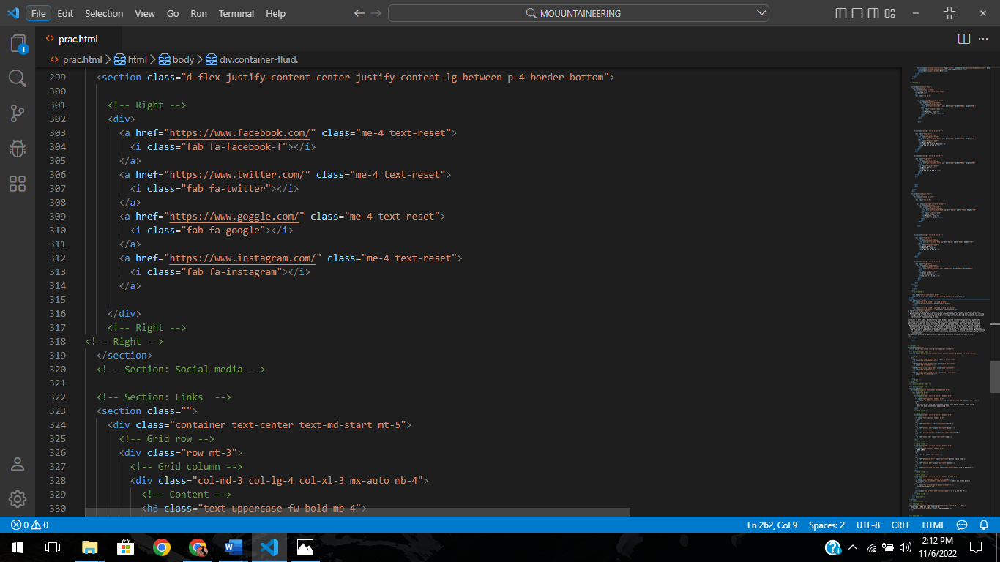 File Edit Selection View Go Run Terminal Help MOUUNTAINEERING
1
prac.html
prac.html > html > body > div.container-fluid.
299 <section class="d-flex justify-content-center justify-content-lg-between p-4 border-bottom">
300
301 <!-- Right -->
302 <div>
303 <a href="https://www.facebook.com/" class="me-4 text-reset">
304 <i class="fab fa-facebook-f"></i>
305 </a>
306 <a href="https://www.twitter.com/" class="me-4 text-reset">
307 <i class="fab fa-twitter"></i>
308 </a>
309 <a href="https://www.goggle.com/" class="me-4 text-reset">
310 <i class="fab fa-google"></i>
311 </a>
312 <a href="https://www.instagram.com/" class="me-4 text-reset">
313 <i class="fab fa-instagram"></i>
314 </a>
315
316 </div>
317 <!-- Right -->
318 <!-- Right -->
319 </section>
320 <!-- Section: Social media -->
321
322 <!-- Section: Links  -->
323 <section class="">
324 <div class="container text-center text-md-start mt-5">
325 <!-- Grid row -->
326 <div class="row mt-3">
327 <!-- Grid column -->
328 <div class="col-md-3 col-lg-4 col-xl-3 mx-auto mb-4">
329 <!-- Content -->
330 <h6 class="text-uppercase fw-bold mb-4">
0 0 Ln 262, Col 9 Spaces: 2 UTF-8 CRLF HTML
2:12 PM
11/6/2022